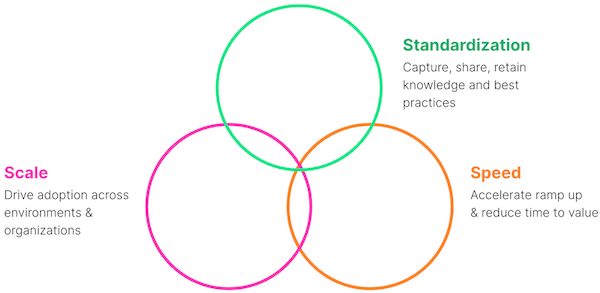 Standardization
Capture, share, retain
knowledge and best
practices
Scale
Drive adoption across
environments &
organizations
Speed
Accelerate ramp up
& reduce time to value